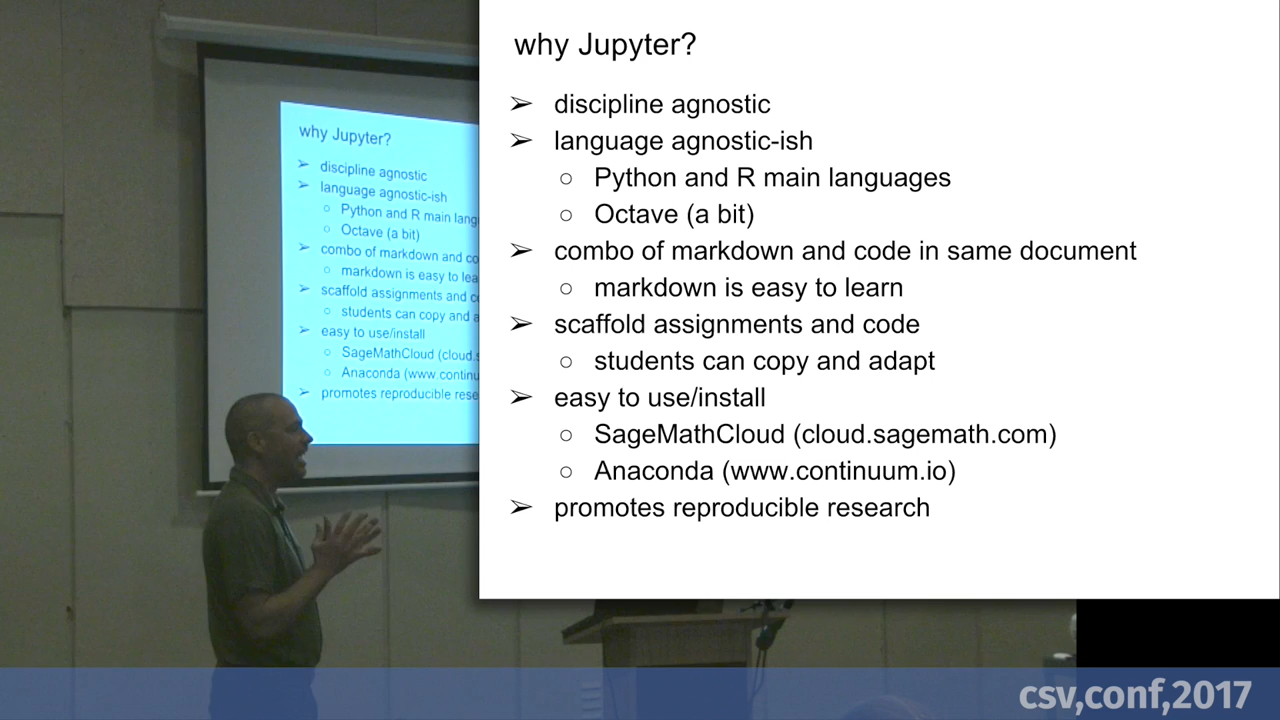 why Jupyter?
➢ discipline agnostic
➢ language agnostic-ish
○ Python and R main languages
○ Octave (a bit)
➢ combo of markdown and code in same document
○ markdown is easy to learn
➢ scaffold assignments and code
○ students can copy and adapt
➢ easy to use/install
○ SageMathCloud (cloud.sagemath.com)
○ Anaconda (www.continuum.io)
➢ promotes reproducible research
why Jupyter?
➢ discipline agnostic
➢ language agnostic-ish
○ Python and R main lang
○ Octave (a bit)
➢ combo of markdown and co
○ markdown is easy to lea
➢ scaffold assignments and c
○ students can copy and a
➢ easy to use/install
○ SageMathCloud (cloud.s
○ Anaconda (www.continu
➢ promotes reproducible rese
csv,conf,2017